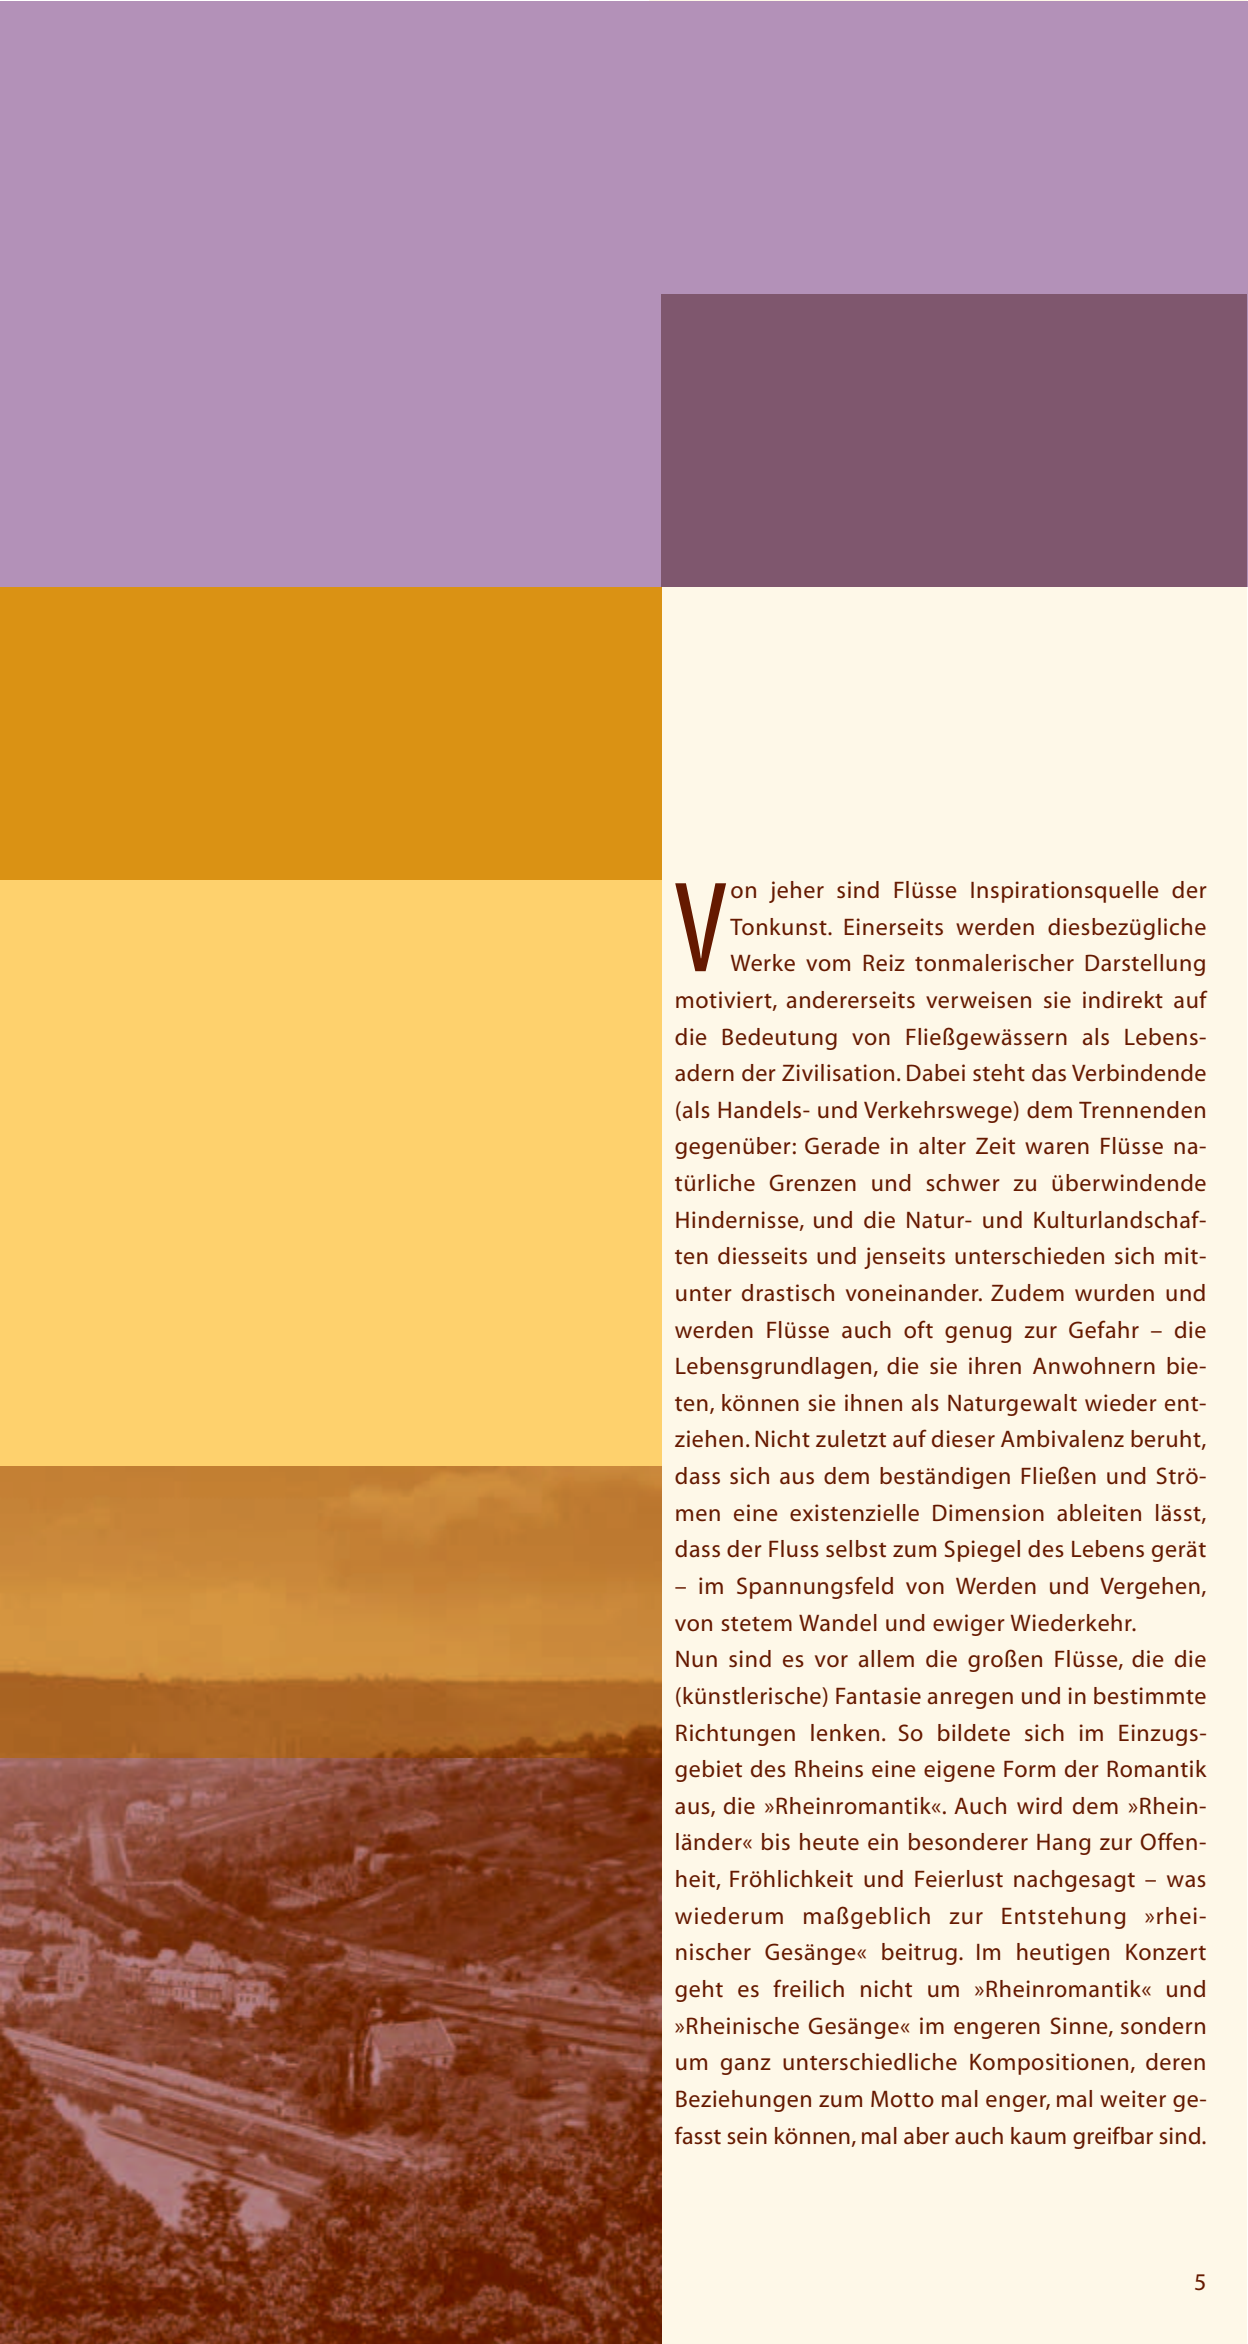 Von jeher sind Flüsse Inspirationsquelle der
Tonkunst. Einerseits werden diesbezügliche
Werke vom Reiz tonmalerischer Darstellung
motiviert, andererseits verweisen sie indirekt auf
die Bedeutung von Fließgewässern als Lebens-
adern der Zivilisation. Dabei steht das Verbindende
(als Handels- und Verkehrswege) dem Trennenden
gegenüber: Gerade in alter Zeit waren Flüsse na-
türliche Grenzen und schwer zu überwindende
Hindernisse, und die Natur- und Kulturlandschaf-
ten diesseits und jenseits unterschieden sich mit-
unter drastisch voneinander. Zudem wurden und
werden Flüsse auch oft genug zur Gefahr – die
Lebensgrundlagen, die sie ihren Anwohnern bie-
ten, können sie ihnen als Naturgewalt wieder ent-
ziehen. Nicht zuletzt auf dieser Ambivalenz beruht,
dass sich aus dem beständigen Fließen und Strö-
men eine existenzielle Dimension ableiten lässt,
dass der Fluss selbst zum Spiegel des Lebens gerät
– im Spannungsfeld von Werden und Vergehen,
von stetem Wandel und ewiger Wiederkehr.
Nun sind es vor allem die großen Flüsse, die die
(künstlerische) Fantasie anregen und in bestimmte
Richtungen lenken. So bildete sich im Einzugs-
gebiet des Rheins eine eigene Form der Romantik
aus, die »Rheinromantik«. Auch wird dem »Rhein-
länder« bis heute ein besonderer Hang zur Offen-
heit, Fröhlichkeit und Feierlust nachgesagt – was
wiederum maßgeblich zur Entstehung »rhei-
nischer Gesänge« beitrug. Im heutigen Konzert
geht es freilich nicht um »Rheinromantik« und
»Rheinische Gesänge« im engeren Sinne, sondern
um ganz unterschiedliche Kompositionen, deren
Beziehungen zum Motto mal enger, mal weiter ge-
fasst sein können, mal aber auch kaum greifbar sind.
5